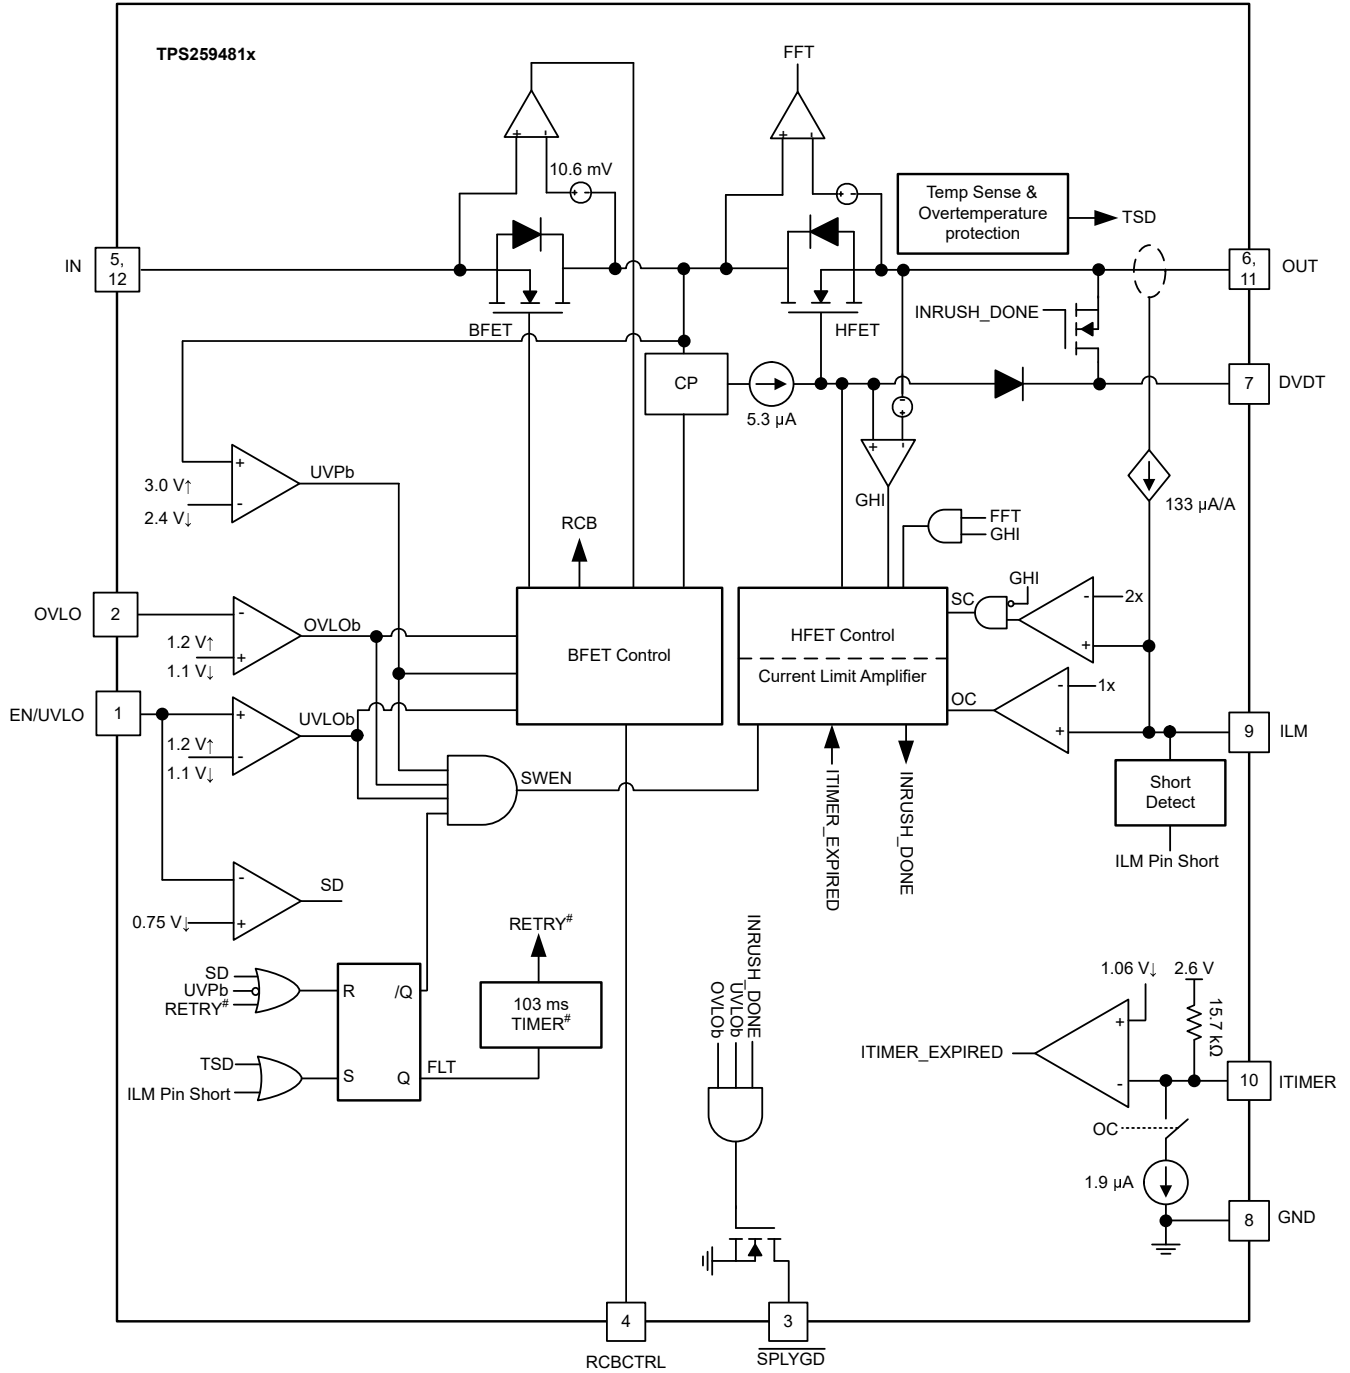 TPS259481x
FFT
+
-
+
-
10.6 mV
+ -
+ -
Temp Sense &
Overtemperature
protection
TSD
IN
5,
12
6,
11
OUT
BFET
HFET
INRUSH_DONE
CP
5.3 µA
7
DVDT
-
+
+
-
GHI
3.0 V↑
2.4 V↓
+
-
UVPb
133 µA/A
RCB
FFT
GHI
OVLO
2
1.2 V↑
1.1 V↓
-
+
OVLOb
BFET Control
HFET Control
Current Limit Amplifier
SC
GHI
-
+
2x
EN/UVLO
1
1.2 V↑
1.1 V↓
+
-
UVLOb
OC
-
+
1x
9
ILM
SWEN
ITIMER_EXPIRED
INRUSH_DONE
Short
Detect
ILM Pin Short
0.75 V↓
-
+
SD
SD
UVPb
RETRY#
R
/Q
S
Q
TSD
ILM Pin Short
FLT
RETRY#
103 ms
TIMER#
OVLOb
UVLOb
INRUSH_DONE
1.06 V↓
2.6 V
15.7 kΩ
+
-
ITIMER_EXPIRED
10
ITIMER
OC
1.9 µA
8
GND
4
RCBCTRL
3
SPLYGD